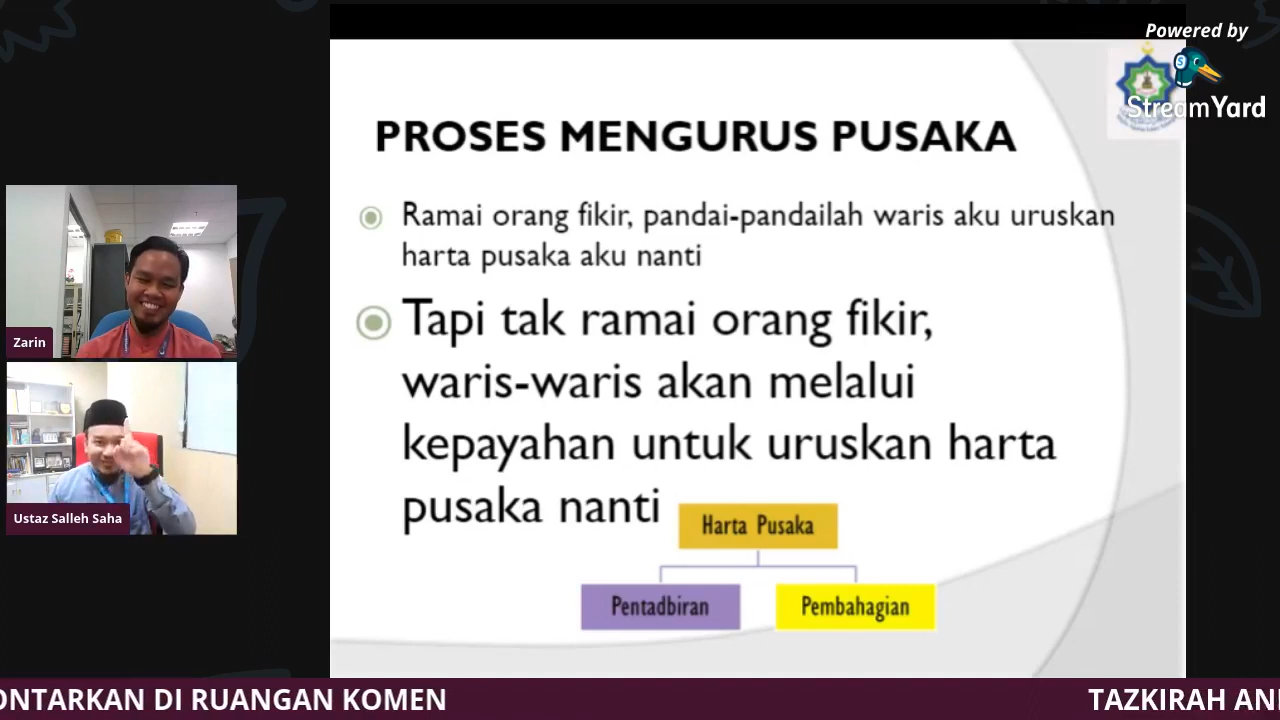 Powered by
StreamYard
PROSES MENGURUS PUSAKA
Ramai orang fikir, pandai-pandailah waris aku uruskan
harta pusaka aku nanti
Tapi tak ramai orang fikir,
waris-waris akan melalui
kepayahan untuk uruskan harta
pusaka nanti
Harta Pusaka
Pentadbiran
Pembahagian
Zarin
Ustaz Salleh Saha
ONTARKAN DI RUANGAN KOMEN
TAZKIRAH AN